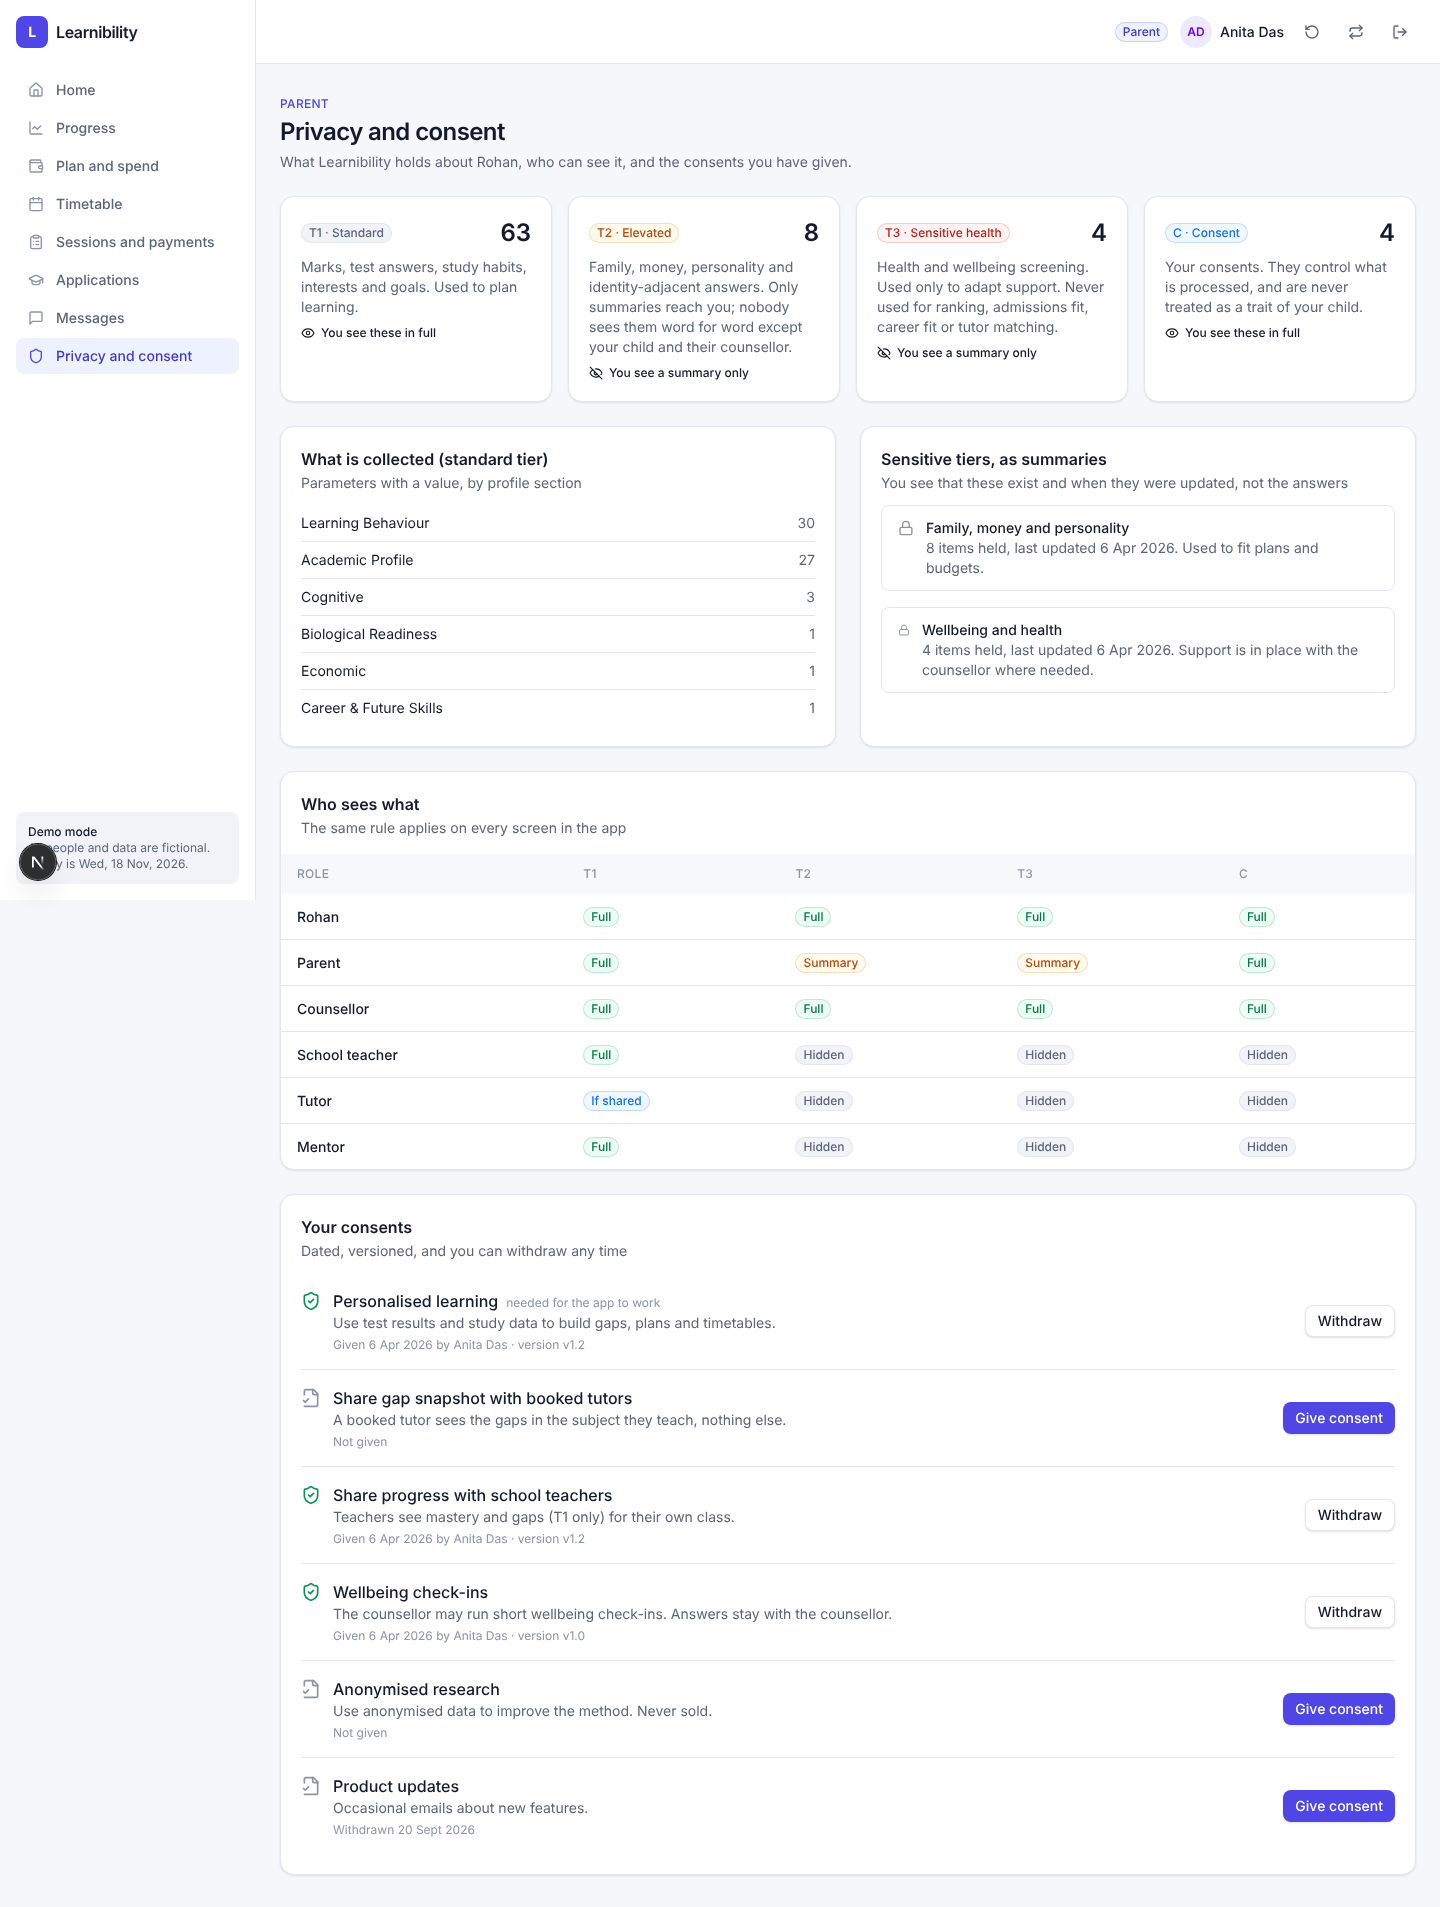 L Learnibility
Home
Progress
Plan and spend
Timetable
Sessions and payments
Applications
Messages
Privacy and consent
Demo mode
people and data are fictional.
is Wed, 18 Nov, 2026.
N
Parent AD Anita Das
PARENT
Privacy and consent
What Learnibility holds about Rohan, who can see it, and the consents you have given.
T1 · Standard 63
Marks, test answers, study habits,
interests and goals. Used to plan
learning.
You see these in full
T2 · Elevated 8
Family, money, personality and
identity-adjacent answers. Only
summaries reach you; nobody
sees them word for word except
your child and their counsellor.
You see a summary only
T3 · Sensitive health 4
Health and wellbeing screening.
Used only to adapt support. Never
used for ranking, admissions fit,
career fit or tutor matching.
You see a summary only
C · Consent 4
Your consents. They control what
is processed, and are never
treated as a trait of your child.
You see these in full
What is collected (standard tier)
Parameters with a value, by profile section
Learning Behaviour 30
Academic Profile 27
Cognitive 3
Biological Readiness 1
Economic 1
Career & Future Skills 1
Sensitive tiers, as summaries
You see that these exist and when they were updated, not the answers
Family, money and personality
8 items held, last updated 6 Apr 2026. Used to fit plans and
budgets.
Wellbeing and health
4 items held, last updated 6 Apr 2026. Support is in place with the
counsellor where needed.
Who sees what
The same rule applies on every screen in the app
ROLE T1 T2 T3 C
Rohan Full Full Full Full
Parent Full Summary Summary Full
Counsellor Full Full Full Full
School teacher Full Hidden Hidden Hidden
Tutor If shared Hidden Hidden Hidden
Mentor Full Hidden Hidden Hidden
Your consents
Dated, versioned, and you can withdraw any time
Personalised learning needed for the app to work
Use test results and study data to build gaps, plans and timetables.
Given 6 Apr 2026 by Anita Das · version v1.2
Withdraw
Share gap snapshot with booked tutors
A booked tutor sees the gaps in the subject they teach, nothing else.
Not given
Give consent
Share progress with school teachers
Teachers see mastery and gaps (T1 only) for their own class.
Given 6 Apr 2026 by Anita Das · version v1.2
Withdraw
Wellbeing check-ins
The counsellor may run short wellbeing check-ins. Answers stay with the counsellor.
Given 6 Apr 2026 by Anita Das · version v1.0
Withdraw
Anonymised research
Use anonymised data to improve the method. Never sold.
Not given
Give consent
Product updates
Occasional emails about new features.
Withdrawn 20 Sept 2026
Give consent